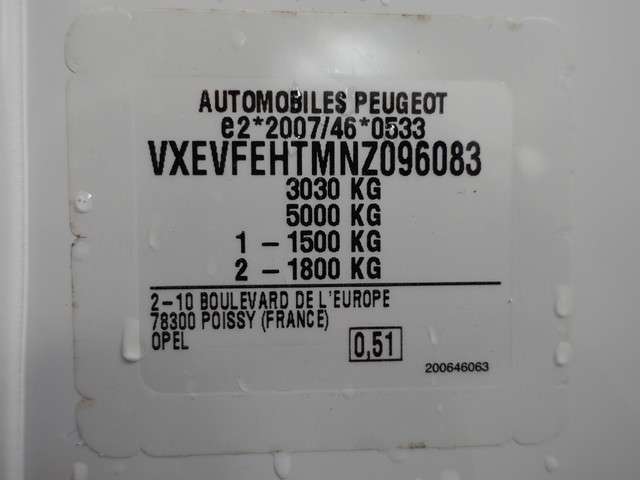 AUTOMOBILES PEUGEOT
e2*2007/46*0533
VXEVFEHTMNZ096083
3030 KG
5000 KG
1 - 1500 KG
2 - 1800 KG
2-10 BOULEVARD DE L'EUROPE
78300 POISSY (FRANCE)
OPEL
0,51
200646063